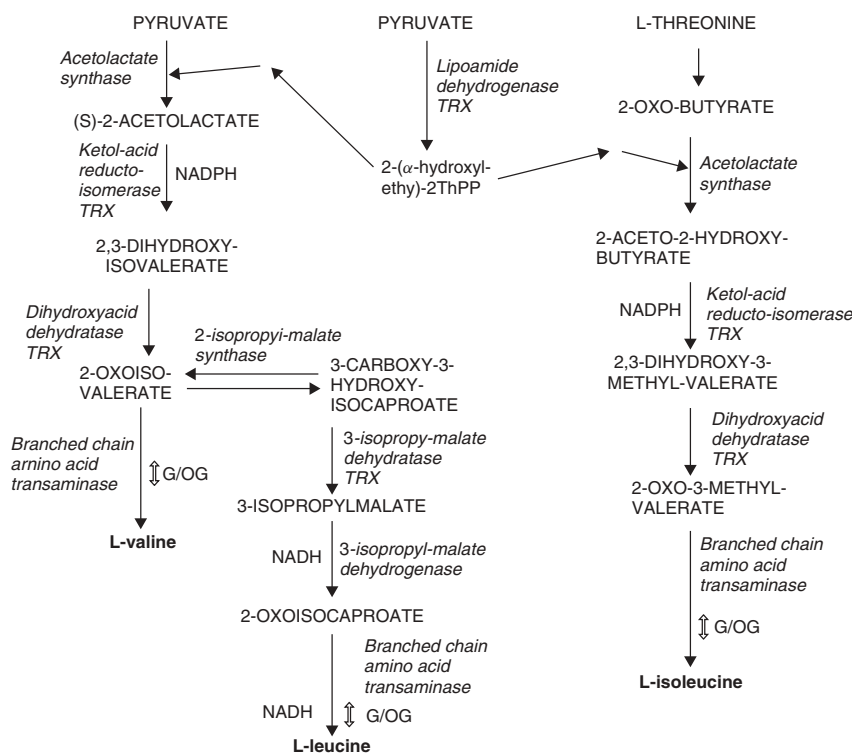 PYRUVATE
PYRUVATE
L-THREONINE
Acetolactate
synthase
Lipoamide
dehydrogenase
TRX
2-OXO-BUTYRATE
(S)-2-ACETOLACTATE
Ketol-acid
reducto-
isomerase
TRX
NADPH
2-(α-hydroxyl-
ethy)-2ThPP
Acetolactate
synthase
2,3-DIHYDROXY-
ISOVALERATE
2-ACETO-2-HYDROXY-
BUTYRATE
Dihydroxyacid
dehydratase
TRX
NADPH
Ketol-acid
reducto-isomerase
TRX
2-isopropyi-malate
synthase
2-OXOISO-
VALERATE
3-CARBOXY-3-
HYDROXY-
ISOCAPROATE
2,3-DIHYDROXY-3-
METHYL-VALERATE
Branched chain
arnino acid
transaminase
G/OG
3-isopropy-malate
dehydratase
TRX
Dihydroxyacid
dehydratase
TRX
L-valine
3-ISOPROPYLMALATE
2-OXO-3-METHYL-
VALERATE
NADH
3-isopropyl-malate
dehydrogenase
Branched chain
amino acid
transaminase
2-OXOISOCAPROATE
G/OG
Branched chain
amino acid
transaminase
L-isoleucine
NADH
G/OG
L-leucine